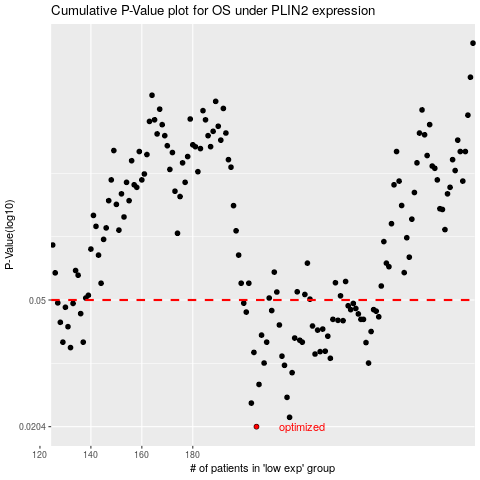 Cumulative P-Value plot for OS under PLIN2 expression
P-Value(log10)
0.05
0.0204
optimized
120 140 160 180
# of patients in 'low exp' group